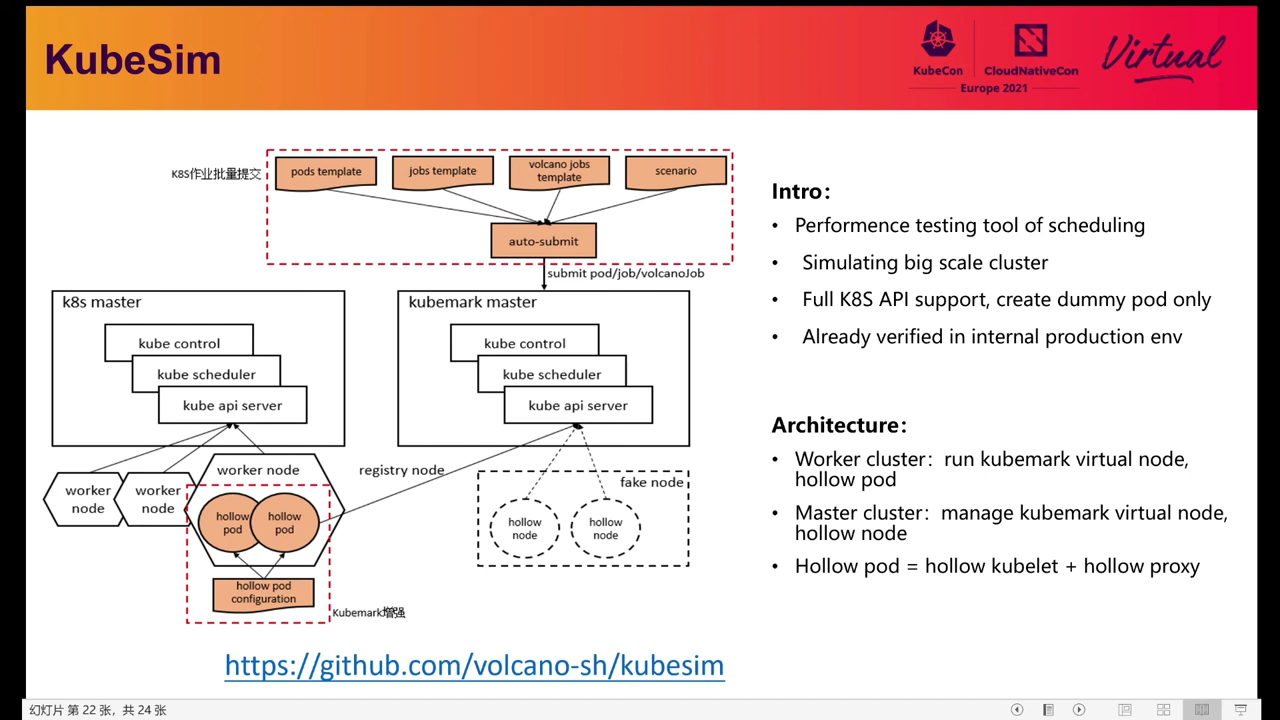 KubeSim
KubeCon
CloudNativeCon
Europe 2021
Virtual
K8S作业批量提交
pods template
jobs template
volcano jobs
template
scenario
auto-submit
submit pod/job/volcanoJob
k8s master
kube control
kube scheduler
kube api server
kubemark master
kube control
kube scheduler
kube api server
worker
node
worker
node
worker node
hollow
pod
hollow
pod
hollow pod
configuration
Kubemark增强
registry node
fake node
hollow
node
hollow
node
Intro：
• Performence testing tool of scheduling
• Simulating big scale cluster
• Full K8S API support, create dummy pod only
• Already verified in internal production env
Architecture：
• Worker cluster：run kubemark virtual node,
hollow pod
• Master cluster：manage kubemark virtual node,
hollow node
• Hollow pod = hollow kubelet + hollow proxy
https://github.com/volcano-sh/kubesim
幻灯片 第 22 张，共 24 张